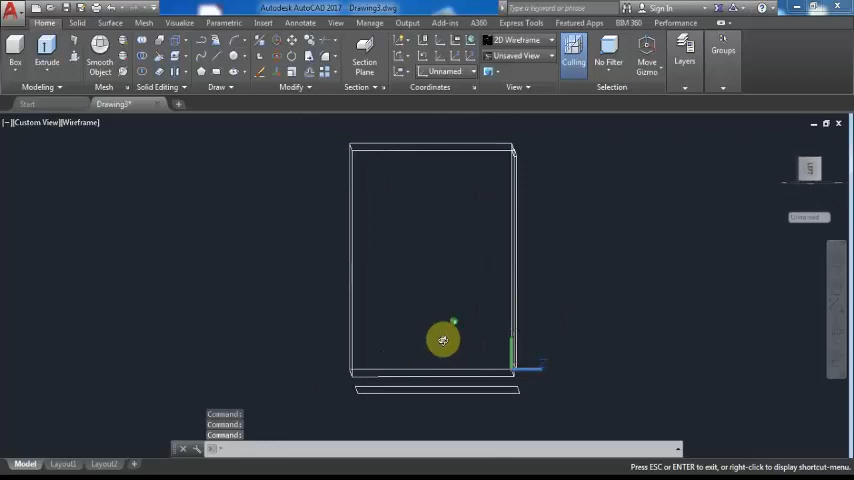 Autodesk AutoCAD 2017 Drawing3.dwg
Type a keyword or phrase
Sign In
Home Solid Surface Mesh Visualize Parametric Insert Annotate View Manage Output Add-ins A360 Express Tools Featured Apps BIM 360 Performance
Box Extrude Smooth Object Section Plane Unnamed 2D Wireframe Unsaved View Culling No Filter Move Gizmo Layers Groups
Modeling Mesh Solid Editing Draw Modify Section Coordinates View Selection
Start Drawing3*
[−][Custom View][Wireframe]
Unnamed
Command:
Command:
Command:
Model Layout1 Layout2 +
Press ESC or ENTER to exit, or right-click to display shortcut-menu.